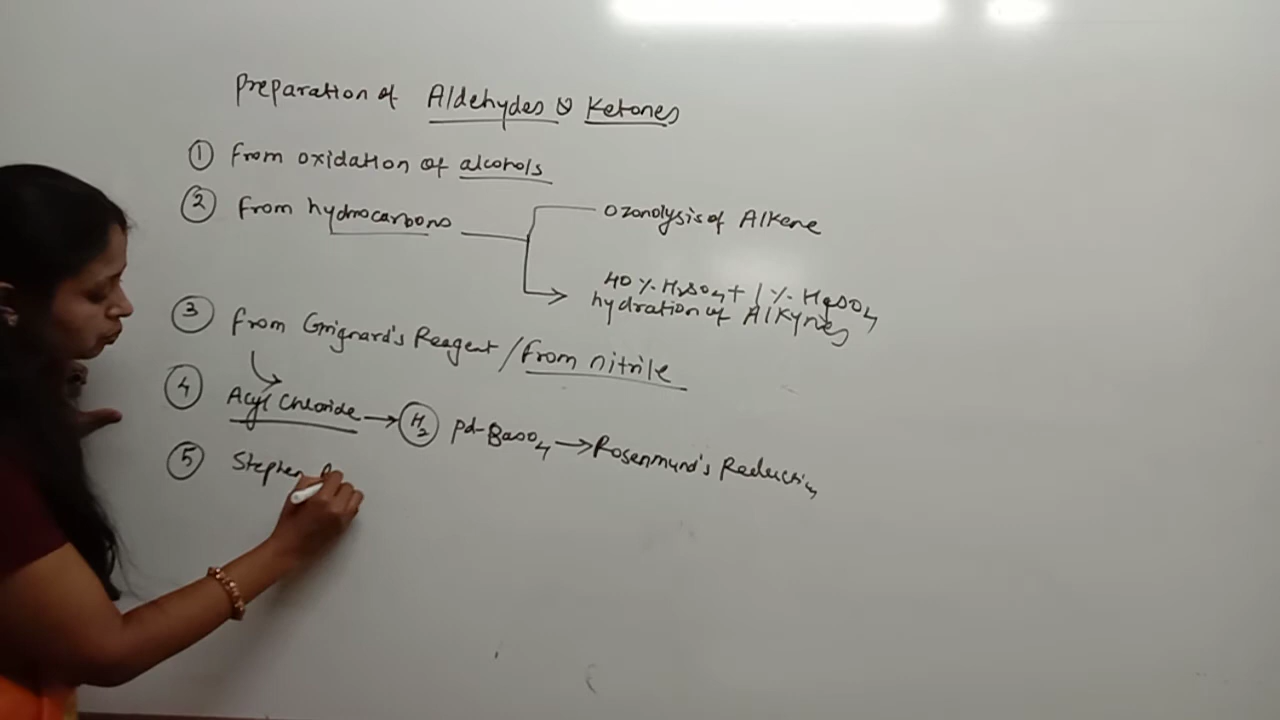 Preparation of Aldehydes & Ketones
① From oxidation of alcohols
② From hydrocarbons
Ozonolysis of Alkene
40 % H₂SO₄ + 1 % HgSO₄
hydration of Alkynes
③ From Grignard's Reagent / From nitrile
④ Acyl Chloride → H₂ Pd-BaSO₄ → Rosenmund's Reduction
⑤ Stephen R